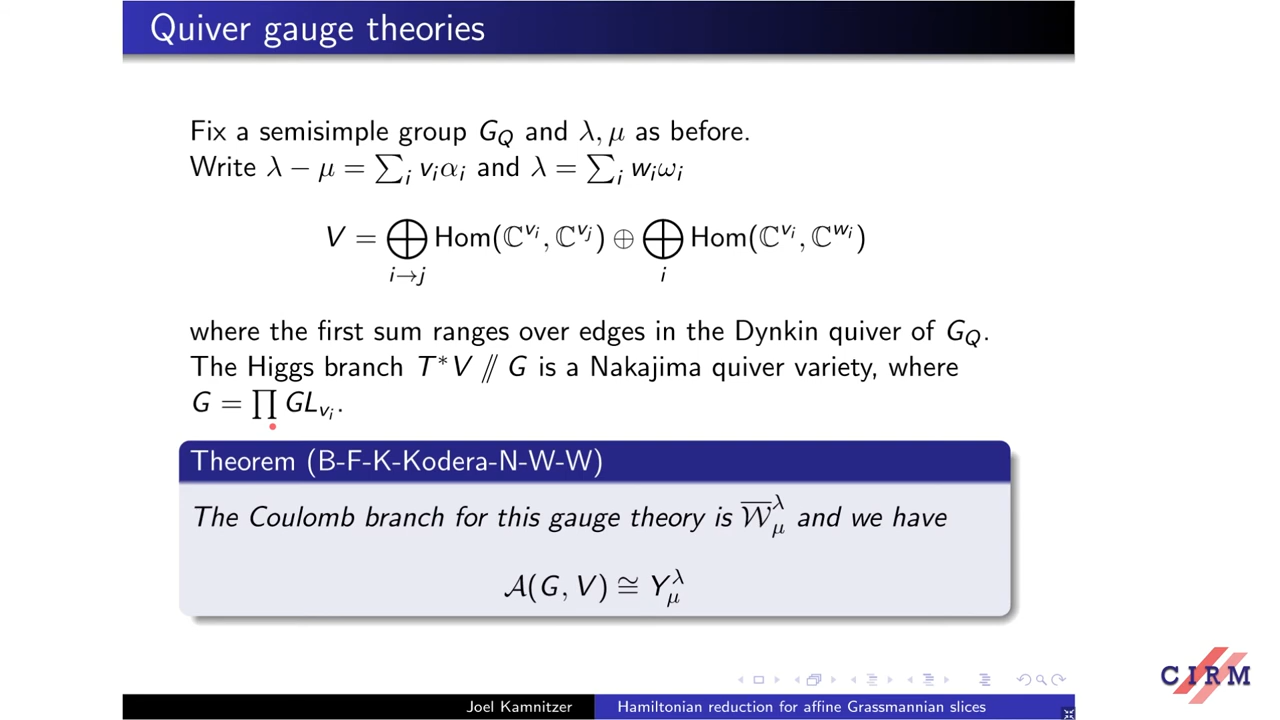 Quiver gauge theories
Fix a semisimple group G_Q and λ, μ as before.
Write λ − μ = ∑_i v_iα_i and λ = ∑_i w_iω_i
V = ⊕_{i→j} Hom(ℂ^{v_i}, ℂ^{v_j}) ⊕ ⊕_i Hom(ℂ^{v_i}, ℂ^{w_i})
where the first sum ranges over edges in the Dynkin quiver of G_Q.
The Higgs branch T*V ⫽ G is a Nakajima quiver variety, where
G = ∏ GL_{v_i}.
Theorem (B-F-K-Kodera-N-W-W)
The Coulomb branch for this gauge theory is \overline{𝒲}^λ_μ and we have
𝒜(G, V) ≅ Y^λ_μ
CIRM
Joel Kamnitzer
Hamiltonian reduction for affine Grassmannian slices